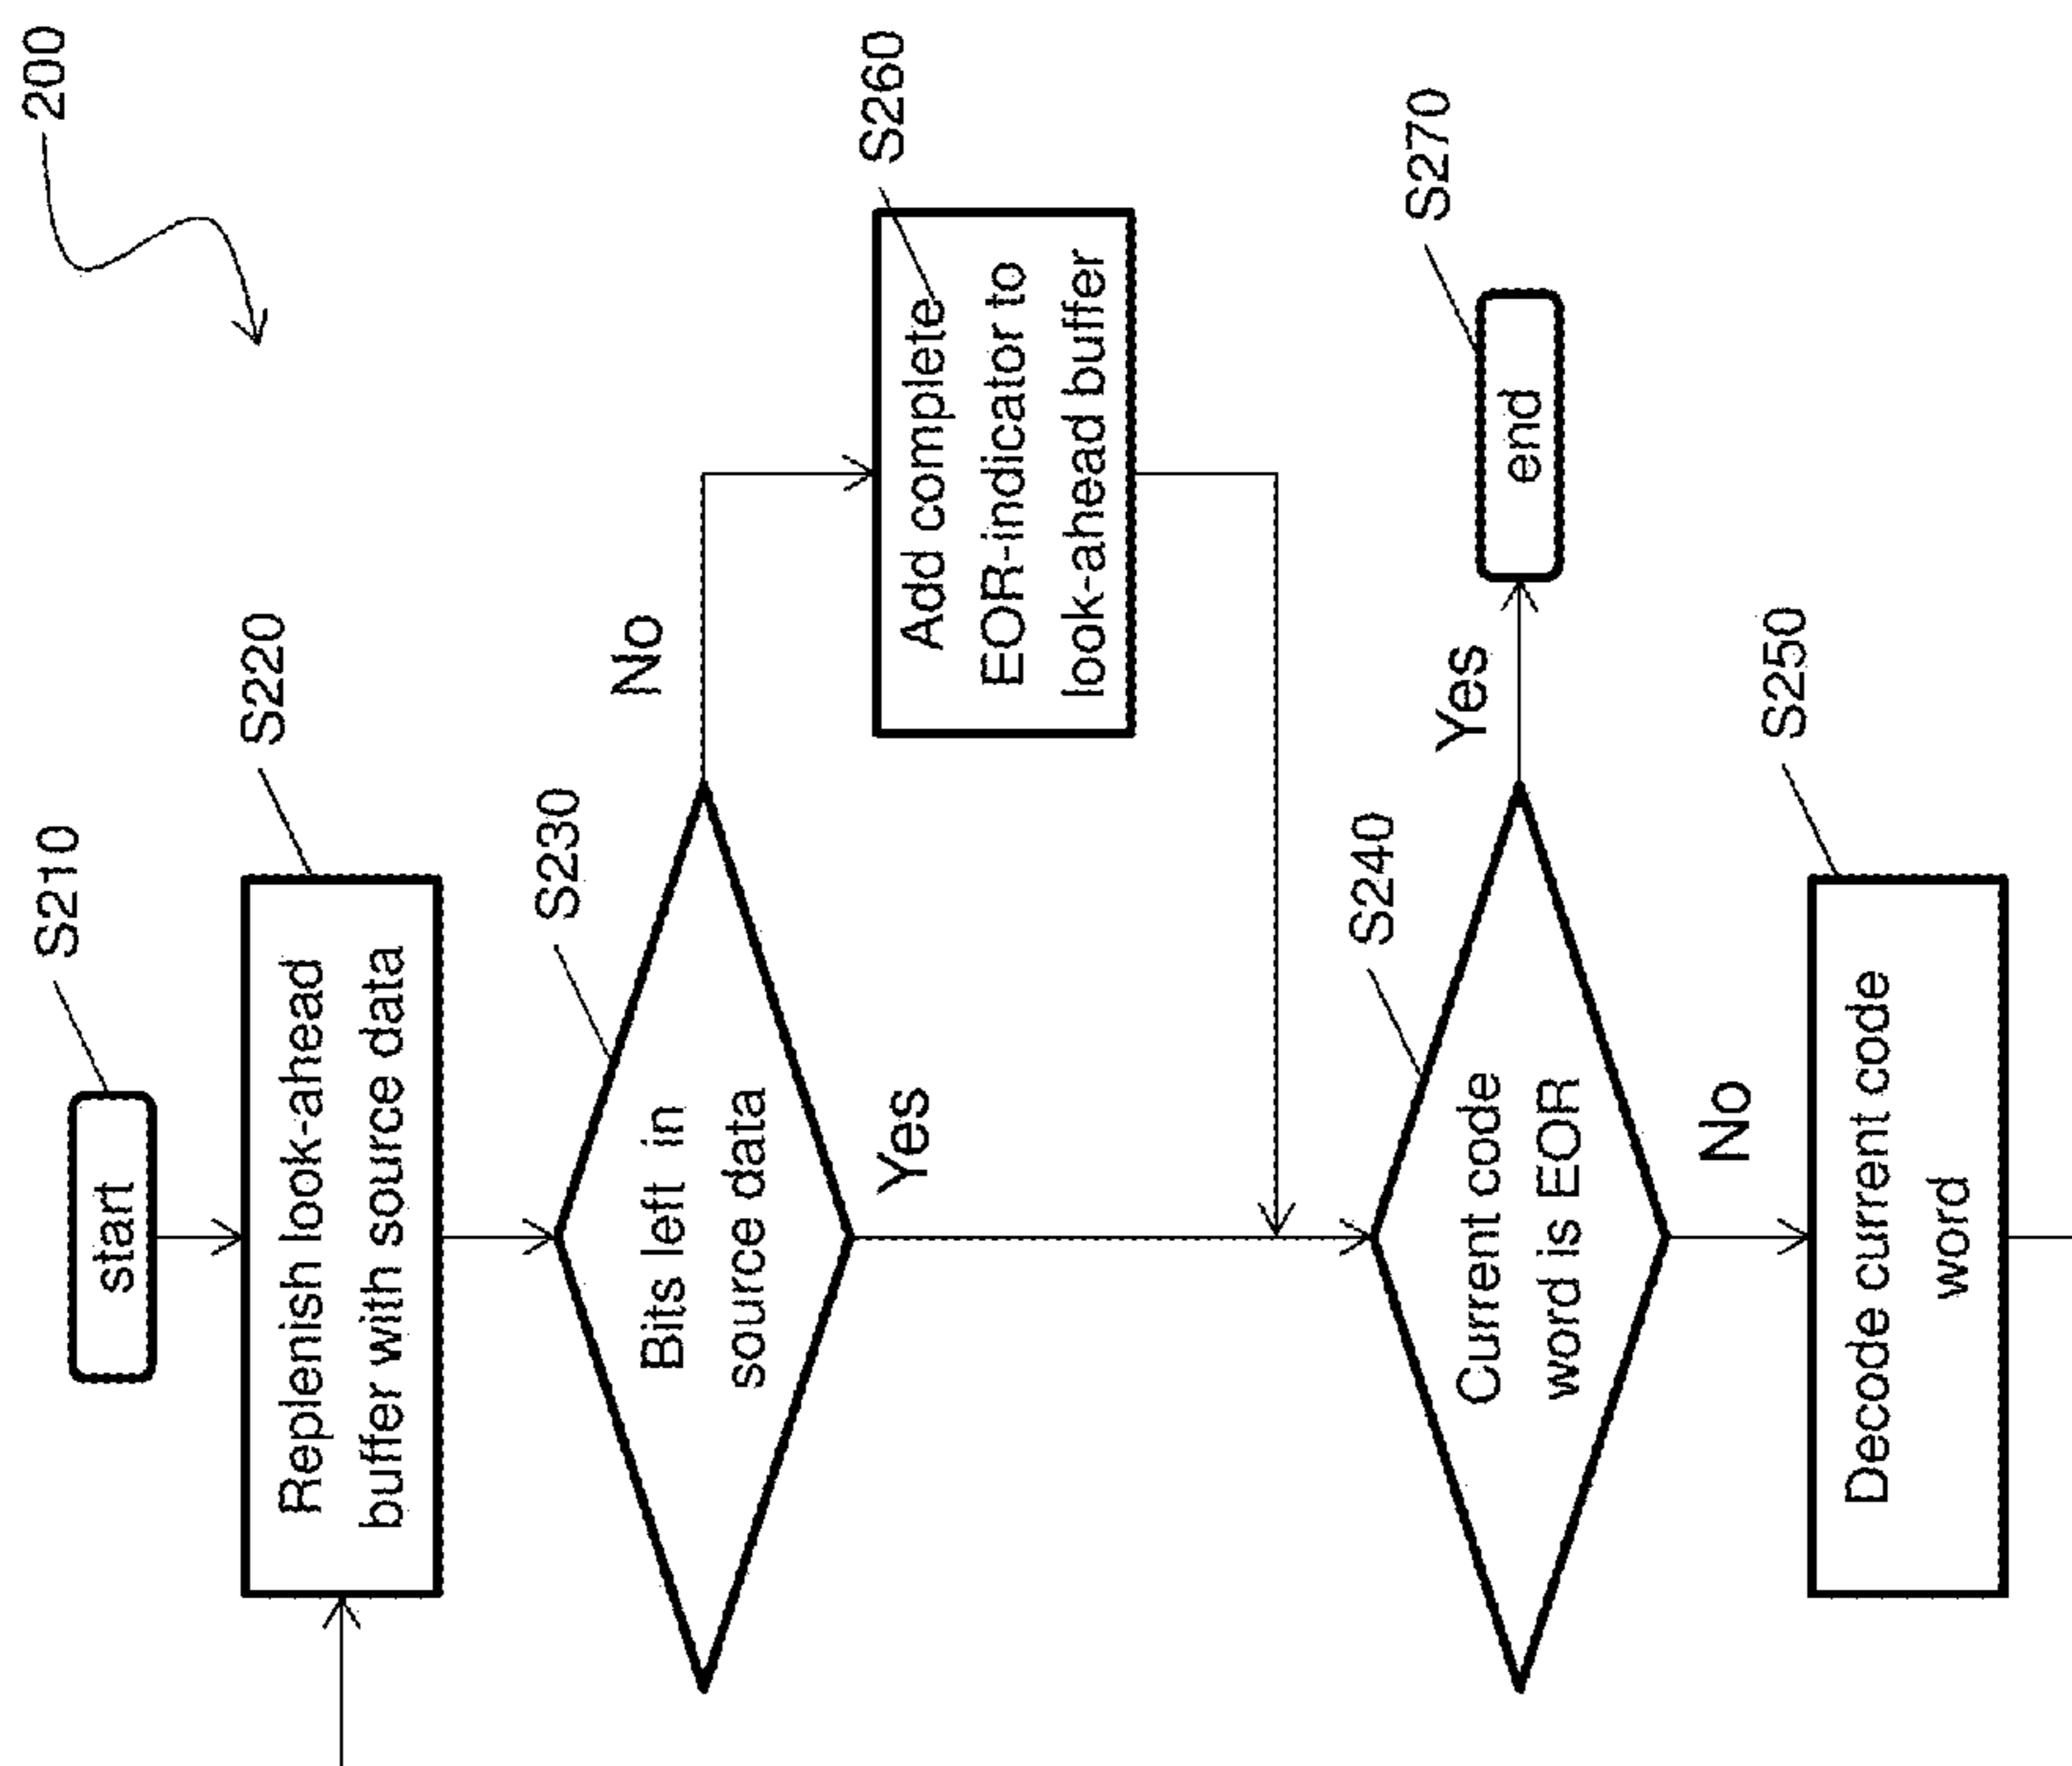 200
S210
start
S220
Replenish look-ahead
buffer with source data
S230
Bits left in
source data
No
S260
Add complete
EOR-indicator to
look-ahead buffer
Yes
S240
Current code
word is EOR
Yes
S270
end
No
S250
Decode current code
word